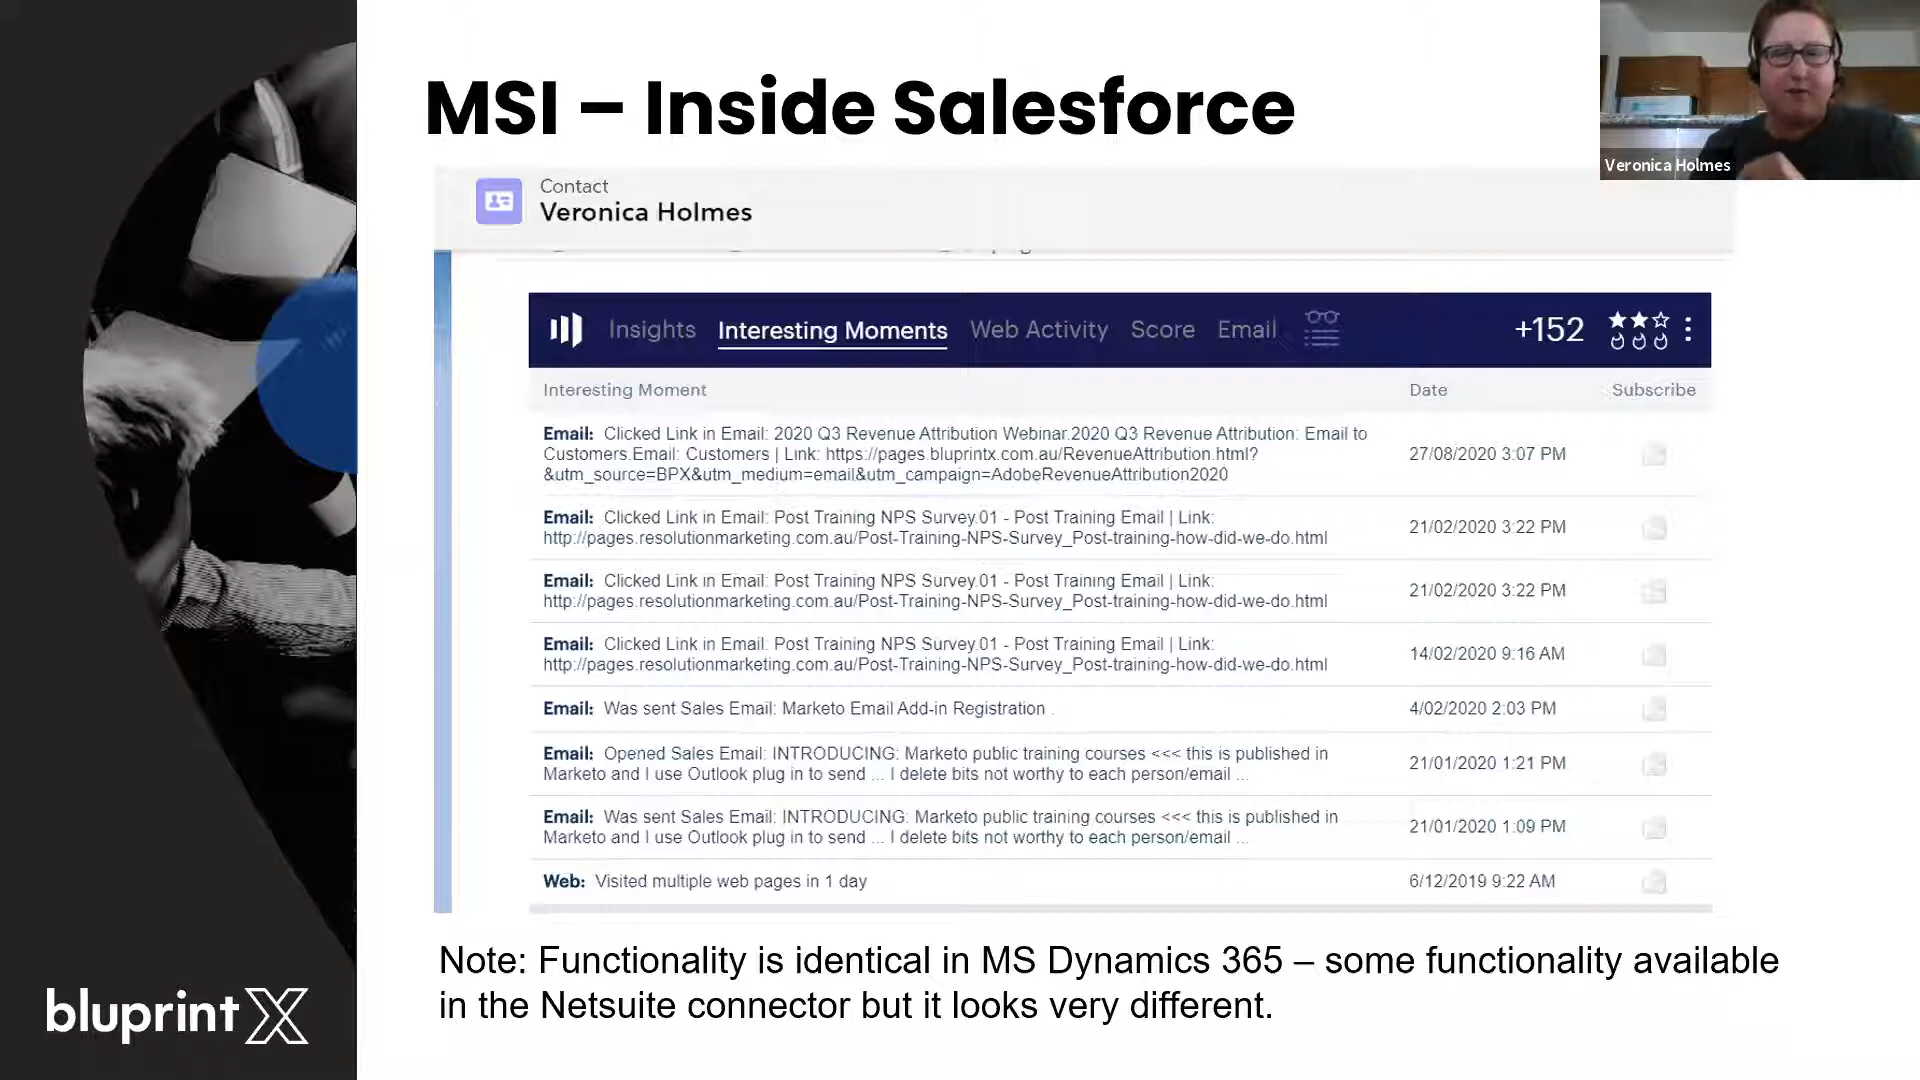 MSI – Inside Salesforce
Veronica Holmes
Contact
Veronica Holmes
Insights Interesting Moments Web Activity Score Email +152
Interesting Moment Date Subscribe
Email: Clicked Link in Email: 2020 Q3 Revenue Attribution Webinar.2020 Q3 Revenue Attribution: Email to
Customers.Email: Customers | Link: https://pages.bluprintx.com.au/RevenueAttribution.html?
&utm_source=BPX&utm_medium=email&utm_campaign=AdobeRevenueAttribution2020
27/08/2020 3:07 PM
Email: Clicked Link in Email: Post Training NPS Survey.01 - Post Training Email | Link:
http://pages.resolutionmarketing.com.au/Post-Training-NPS-Survey_Post-training-how-did-we-do.html
21/02/2020 3:22 PM
Email: Clicked Link in Email: Post Training NPS Survey.01 - Post Training Email | Link:
http://pages.resolutionmarketing.com.au/Post-Training-NPS-Survey_Post-training-how-did-we-do.html
21/02/2020 3:22 PM
Email: Clicked Link in Email: Post Training NPS Survey.01 - Post Training Email | Link:
http://pages.resolutionmarketing.com.au/Post-Training-NPS-Survey_Post-training-how-did-we-do.html
14/02/2020 9:16 AM
Email: Was sent Sales Email: Marketo Email Add-in Registration .
4/02/2020 2:03 PM
Email: Opened Sales Email: INTRODUCING: Marketo public training courses <<< this is published in
Marketo and I use Outlook plug in to send ... I delete bits not worthy to each person/email ...
21/01/2020 1:21 PM
Email: Was sent Sales Email: INTRODUCING: Marketo public training courses <<< this is published in
Marketo and I use Outlook plug in to send ... I delete bits not worthy to each person/email ...
21/01/2020 1:09 PM
Web: Visited multiple web pages in 1 day
6/12/2019 9:22 AM
Note: Functionality is identical in MS Dynamics 365 – some functionality available
in the Netsuite connector but it looks very different.
bluprintX